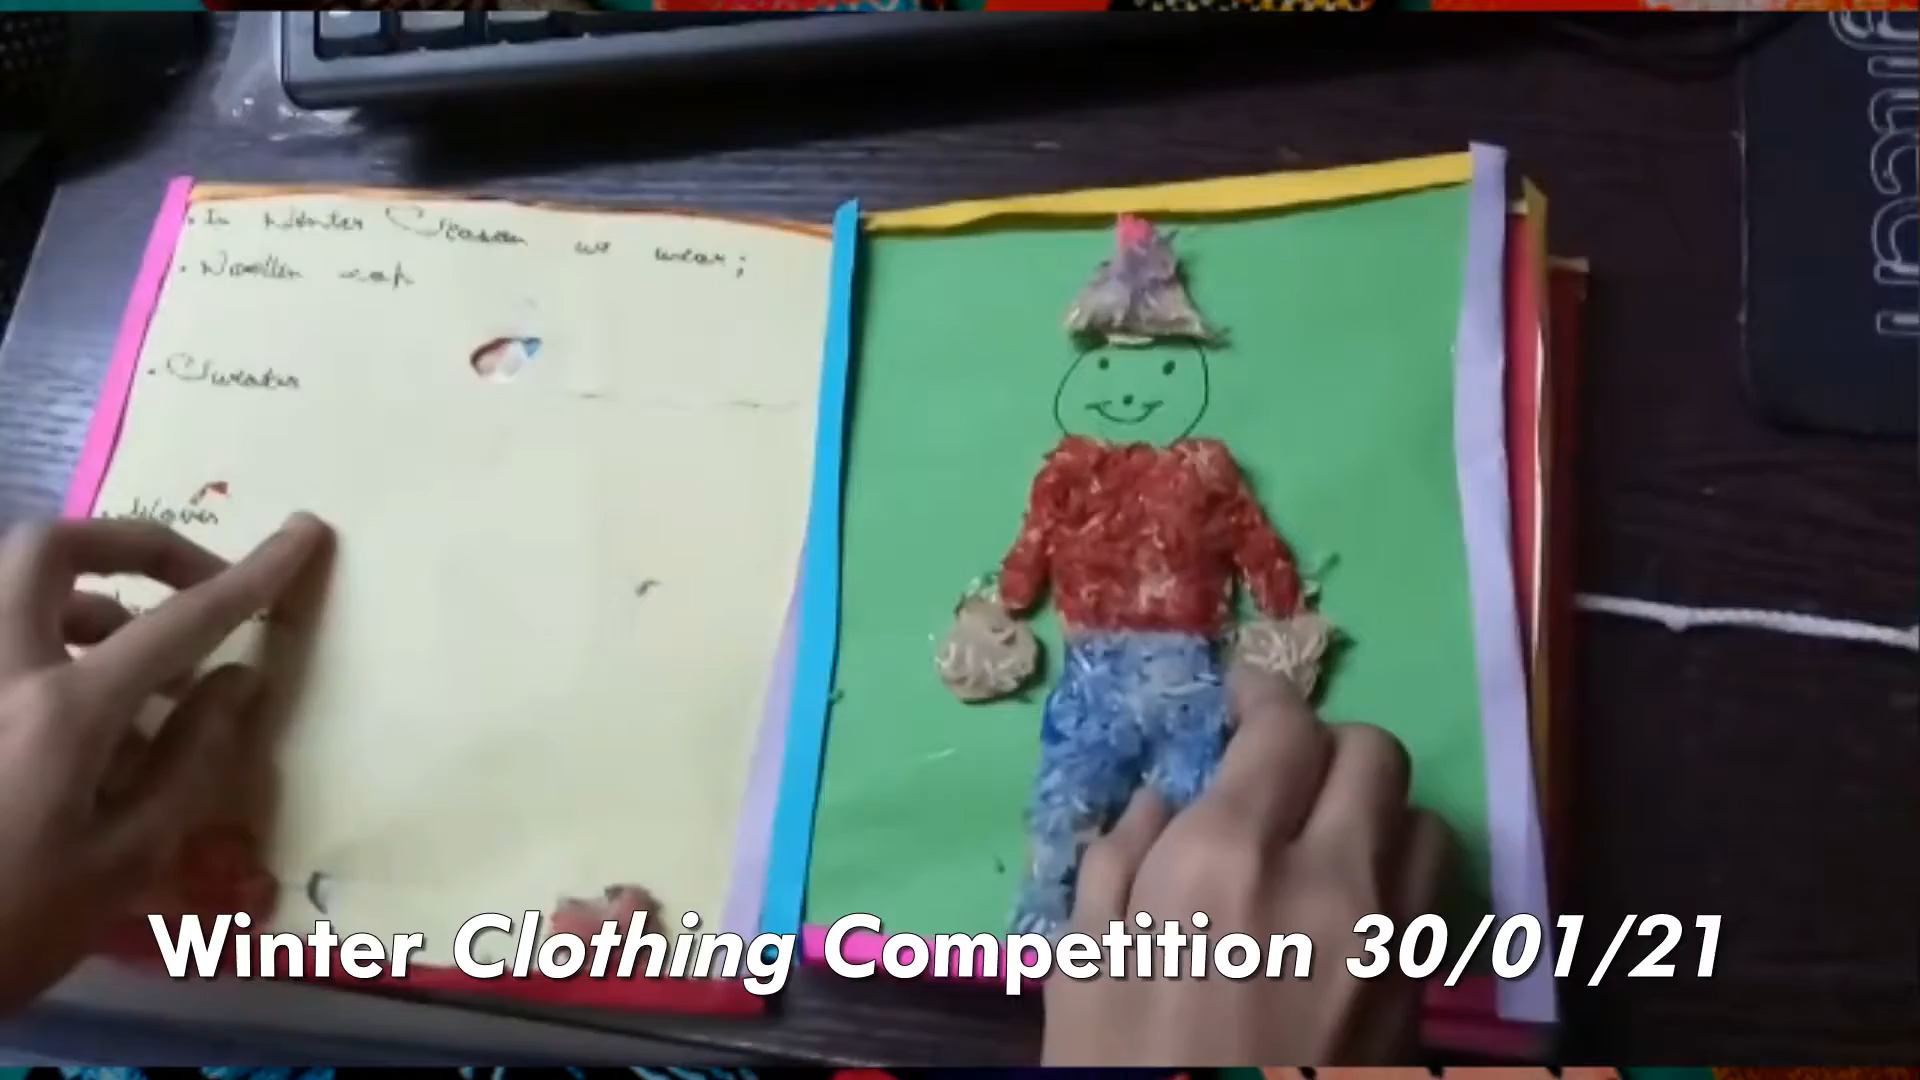 . In Winter Season we wear;
. Woollen cap
. Sweater
Winter Clothing Competition 30/01/21